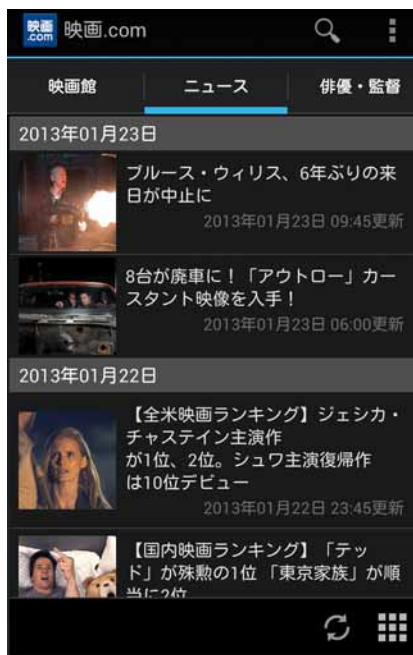 映画.com
映画.com
映画館
ニュース
俳優・監督
2013年01月23日
ブルース・ウィリス、6年ぶりの来
日が中止に
2013年01月23日 09:45更新
8台が廃車に！「アウトロー」カー
スタント映像を入手！
2013年01月23日 06:00更新
2013年01月22日
【全米映画ランキング】ジェシカ・
チャステイン主演作
が1位、2位。シュワ主演復帰作
は10位デビュー
2013年01月22日 23:45更新
【国内映画ランキング】「テッ
ド」が殊勲の1位 「東京家族」が順
当に2位